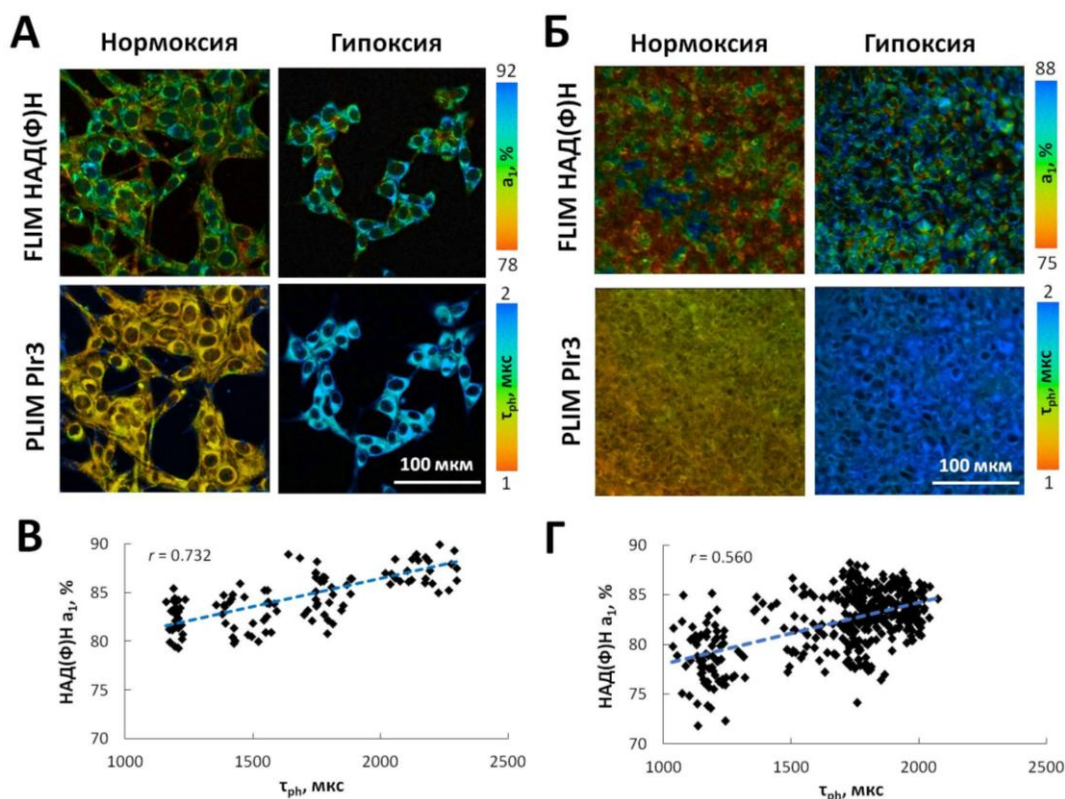 А
Нормоксия
Гипоксия
92
a₁, %
78
FLIM НАД(Ф)Н
PLIM PIr3
2
τph, мкс
1
100 мкм
Б
Нормоксия
Гипоксия
88
a₁, %
75
FLIM НАД(Ф)Н
PLIM PIr3
2
τph, мкс
1
100 мкм
В
r = 0.732
НАД(Ф)Н a₁, %
90
85
80
75
70
1000 1500 2000 2500
τph, мкс
Г
r = 0.560
НАД(Ф)Н a₁, %
90
85
80
75
70
1000 1500 2000 2500
τph, мкс